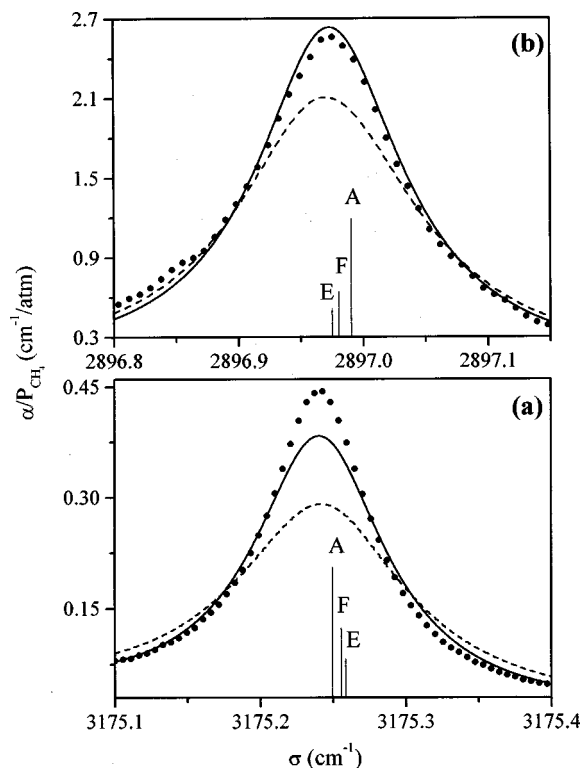 2.7
(b)
2.1
1.5
A
0.9
F
E
0.3
2896.8
2896.9
2897.0
2897.1
α/P_CH₄ (cm⁻¹/atm)
0.45
(a)
0.30
A
F
0.15
E
3175.1
3175.2
3175.3
3175.4
σ (cm⁻¹)